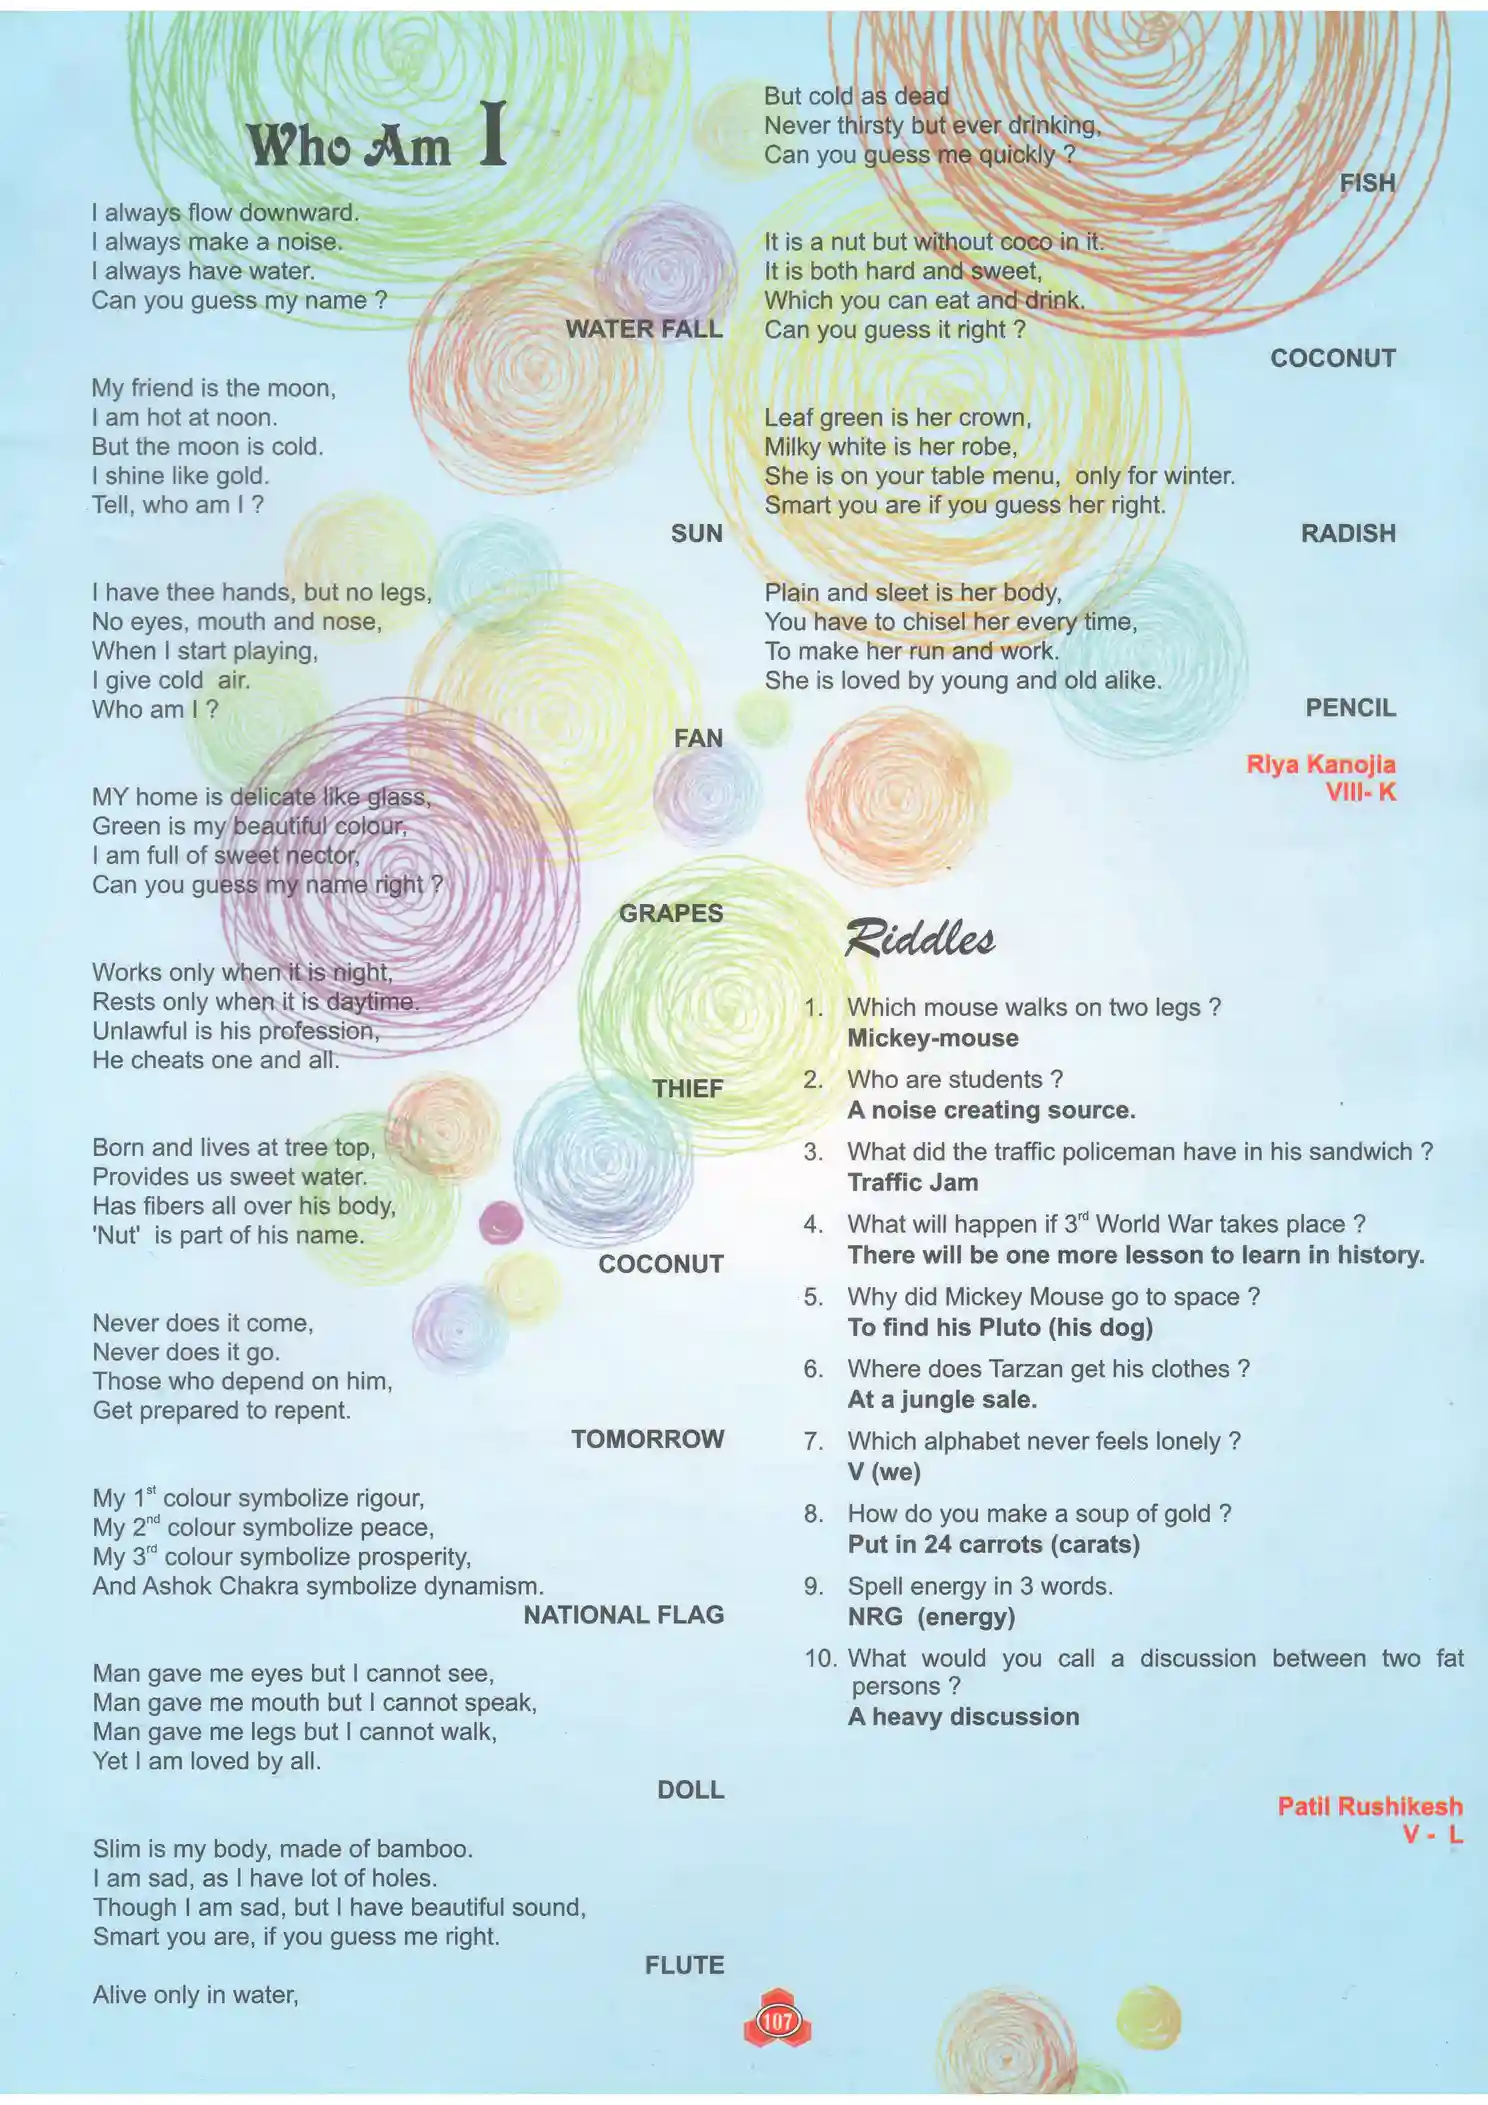 Who Am I
I always flow downward.
I always make a noise.
I always have water.
Can you guess my name ?
WATER FALL
My friend is the moon,
I am hot at noon.
But the moon is cold.
I shine like gold.
Tell, who am I ?
SUN
I have thee hands, but no legs,
No eyes, mouth and nose,
When I start playing,
I give cold air.
Who am I ?
FAN
MY home is delicate like glass,
Green is my beautiful colour,
I am full of sweet nector,
Can you guess my name right ?
GRAPES
Works only when it is night,
Rests only when it is daytime.
Unlawful is his profession,
He cheats one and all.
THIEF
Born and lives at tree top,
Provides us sweet water.
Has fibers all over his body,
'Nut' is part of his name.
COCONUT
Never does it come,
Never does it go.
Those who depend on him,
Get prepared to repent.
TOMORROW
My 1st colour symbolize rigour,
My 2nd colour symbolize peace,
My 3rd colour symbolize prosperity,
And Ashok Chakra symbolize dynamism.
NATIONAL FLAG
Man gave me eyes but I cannot see,
Man gave me mouth but I cannot speak,
Man gave me legs but I cannot walk,
Yet I am loved by all.
DOLL
Slim is my body, made of bamboo.
I am sad, as I have lot of holes.
Though I am sad, but I have beautiful sound,
Smart you are, if you guess me right.
FLUTE
Alive only in water,
But cold as dead
Never thirsty but ever drinking,
Can you guess me quickly ?
FISH
It is a nut but without coco in it.
It is both hard and sweet,
Which you can eat and drink.
Can you guess it right ?
COCONUT
Leaf green is her crown,
Milky white is her robe,
She is on your table menu, only for winter.
Smart you are if you guess her right.
RADISH
Plain and sleet is her body,
You have to chisel her every time,
To make her run and work.
She is loved by young and old alike.
PENCIL
Riya Kanojia
VIII- K
Riddles
1. Which mouse walks on two legs ?
Mickey-mouse
2. Who are students ?
A noise creating source.
3. What did the traffic policeman have in his sandwich ?
Traffic Jam
4. What will happen if 3rd World War takes place ?
There will be one more lesson to learn in history.
5. Why did Mickey Mouse go to space ?
To find his Pluto (his dog)
6. Where does Tarzan get his clothes ?
At a jungle sale.
7. Which alphabet never feels lonely ?
V (we)
8. How do you make a soup of gold ?
Put in 24 carrots (carats)
9. Spell energy in 3 words.
NRG (energy)
10. What would you call a discussion between two fat
persons ?
A heavy discussion
Patil Rushikesh
V - L
107